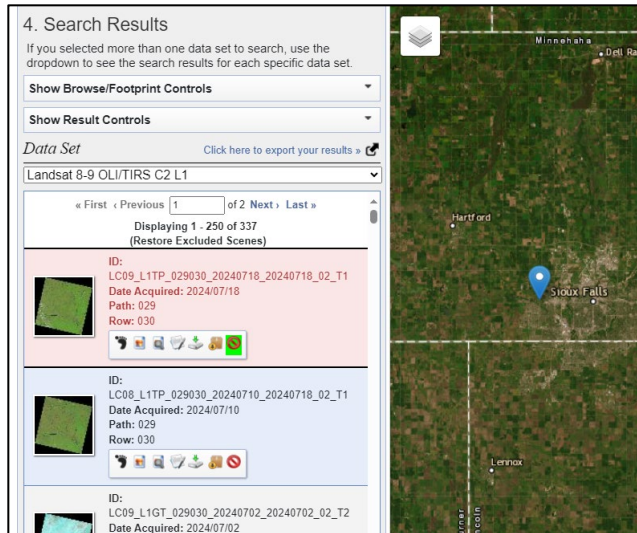 4. Search Results
If you selected more than one data set to search, use the
dropdown to see the search results for each specific data set.
Show Browse/Footprint Controls
Show Result Controls
Data Set
Click here to export your results »
Landsat 8-9 OLI/TIRS C2 L1
« First ‹ Previous 1 of 2 Next › Last »
Displaying 1 - 250 of 337
(Restore Excluded Scenes)
ID:
LC09_L1TP_029030_20240718_20240718_02_T1
Date Acquired: 2024/07/18
Path: 029
Row: 030
ID:
LC08_L1TP_029030_20240710_20240718_02_T1
Date Acquired: 2024/07/10
Path: 029
Row: 030
ID:
LC09_L1GT_029030_20240702_20240702_02_T2
Date Acquired: 2024/07/02
Minnehaha
Dell Ra
Hartford
Sioux Falls
Lennox
urner
incoln